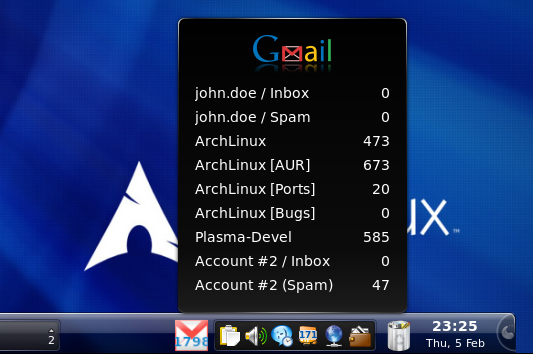 Gmail
john.doe / Inbox 0
john.doe / Spam 0
ArchLinux 473
ArchLinux [AUR] 673
ArchLinux [Ports] 20
ArchLinux [Bugs] 0
Plasma-Devel 585
Account #2 / Inbox 0
Account #2 (Spam) 47
ux™
2
1798
171
23:25
Thu, 5 Feb